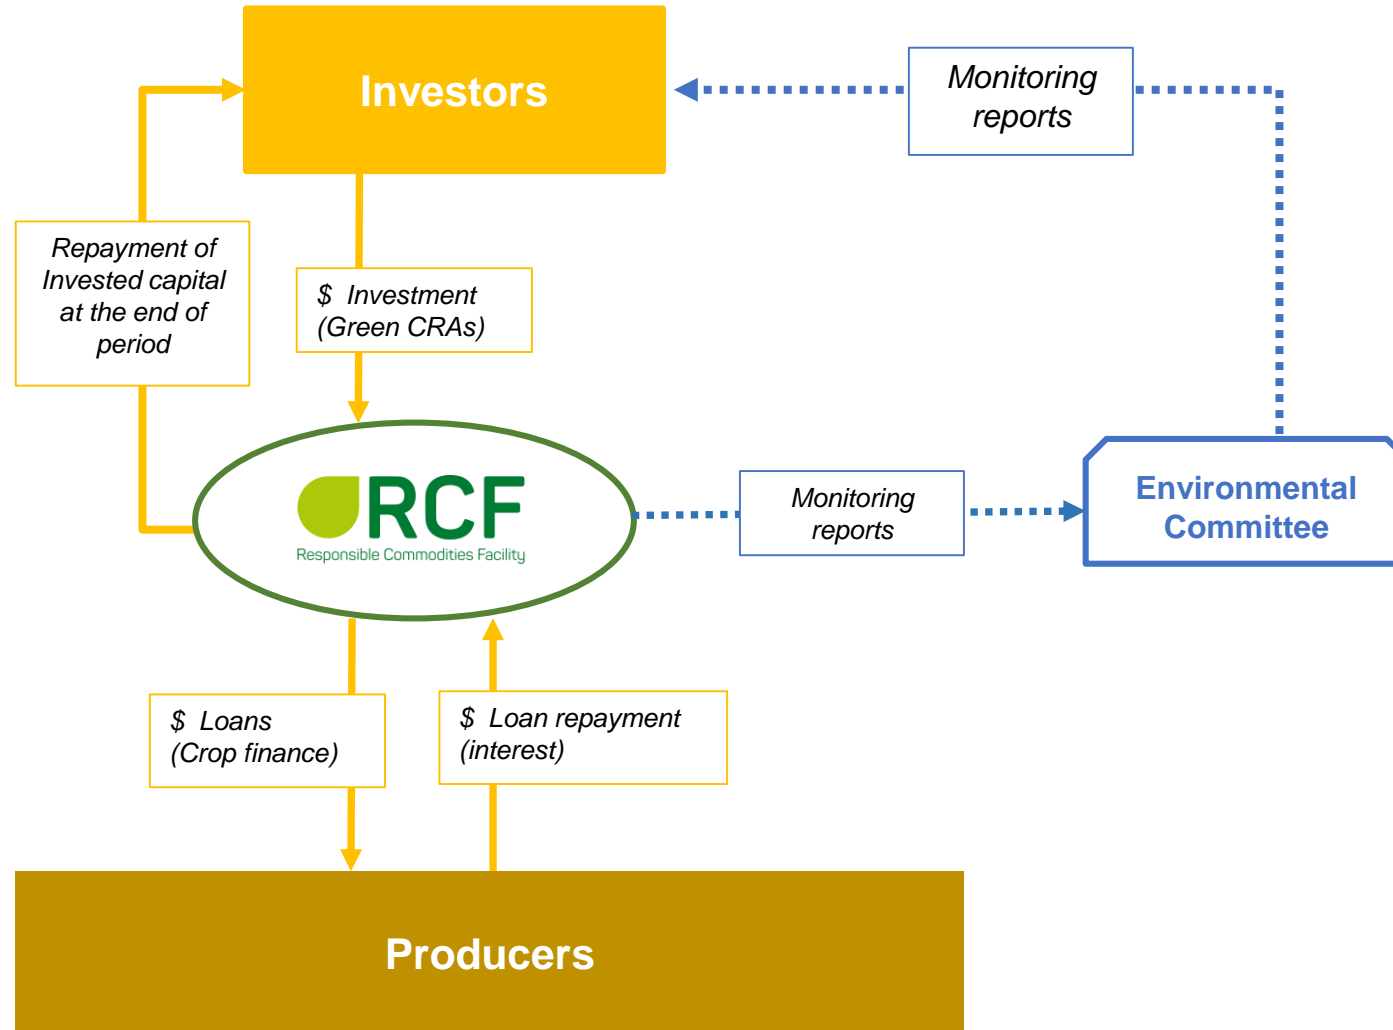 Investors
Monitoring
reports
Repayment of
Invested capital
at the end of
period
$ Investment
(Green CRAs)
RCF
Responsible Commodities Facility
Monitoring
reports
Environmental
Committee
$ Loans
(Crop finance)
$ Loan repayment
(interest)
Producers